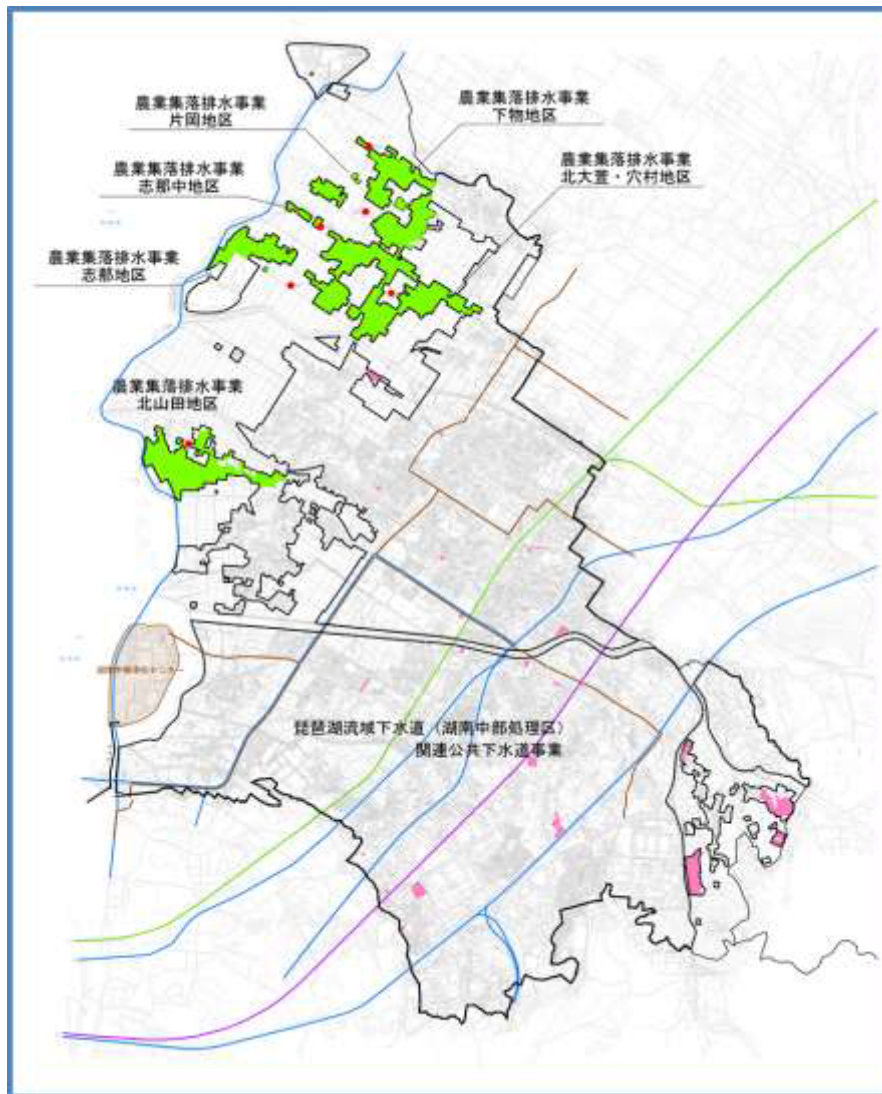 農業集落排水事業
片岡地区
農業集落排水事業
下物地区
農業集落排水事業
志那中地区
農業集落排水事業
北大萱・穴村地区
農業集落排水事業
志那地区
農業集落排水事業
北山田地区
琵琶湖流域下水道（湖南中部処理区）
関連公共下水道事業